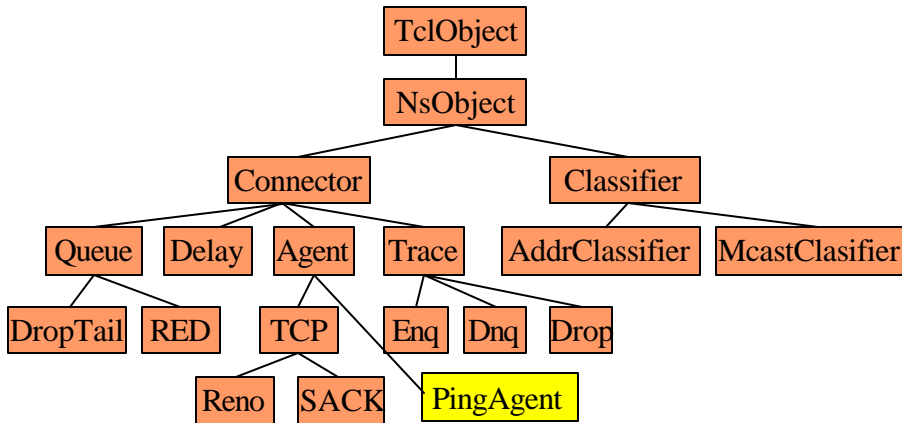 TclObject
NsObject
Connector Classifier
Queue Delay Agent Trace AddrClassifier McastClasifier
DropTail RED TCP Enq Dnq Drop
Reno SACK PingAgent